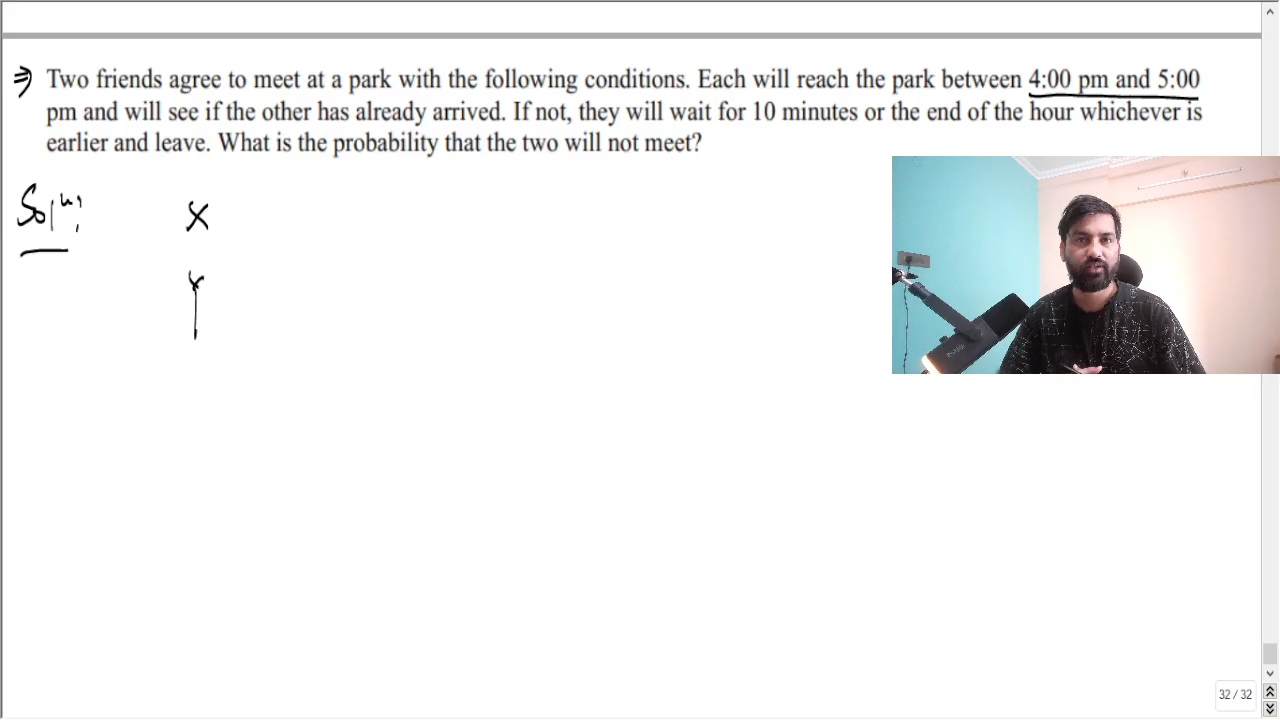 ⇒ Two friends agree to meet at a park with the following conditions. Each will reach the park between 4:00 pm and 5:00
pm and will see if the other has already arrived. If not, they will wait for 10 minutes or the end of the hour whichever is
earlier and leave. What is the probability that the two will not meet?
Solⁿ: X
Y
32 / 32